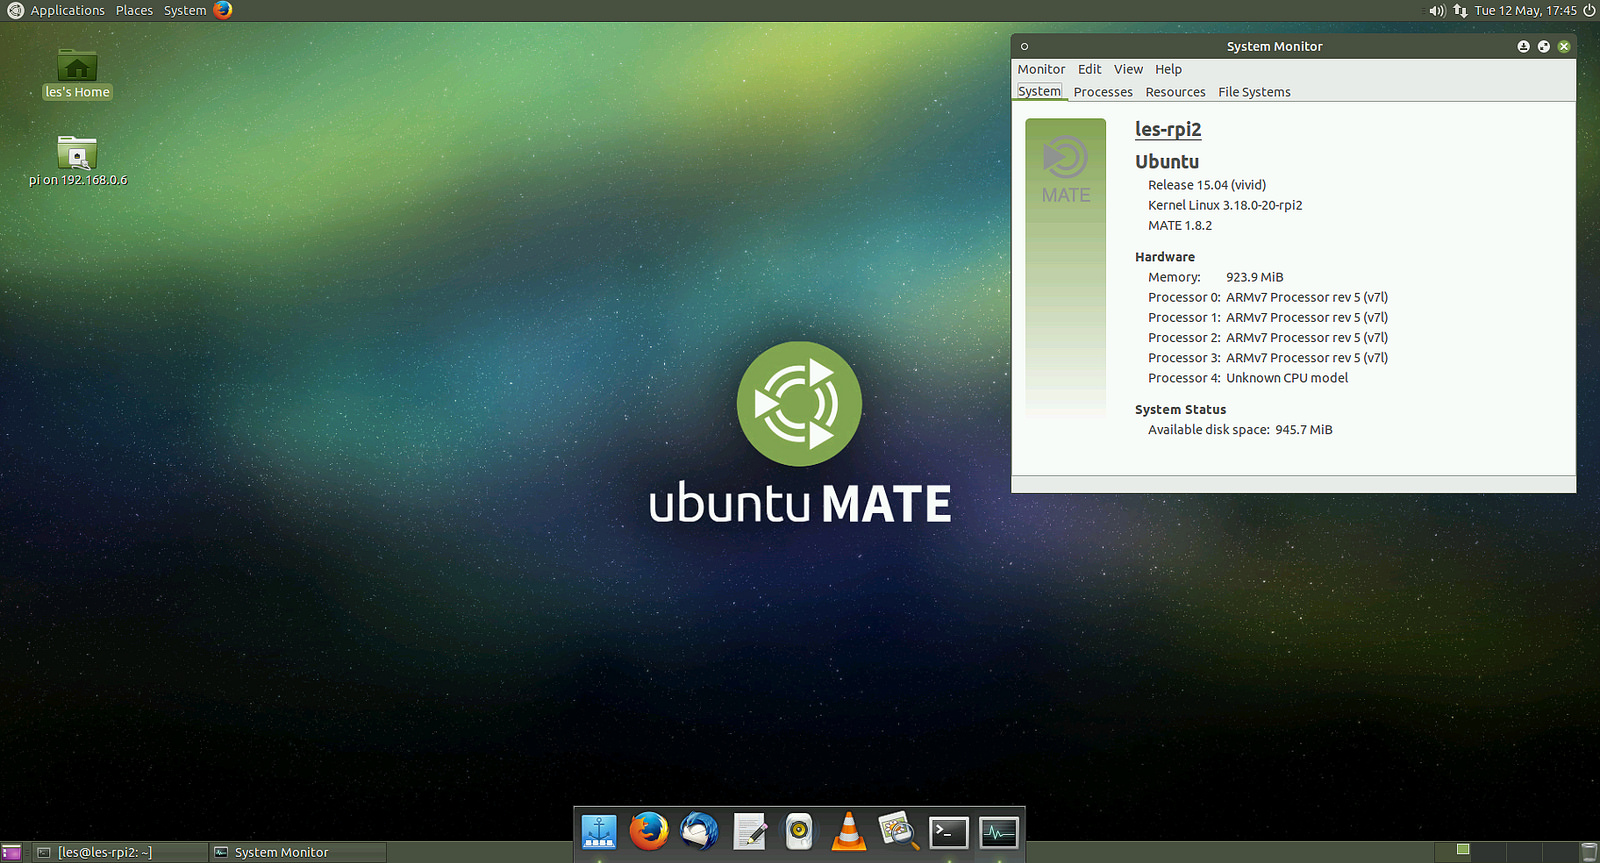 Applications Places System
Tue 12 May, 17:45
les's Home
pi on 192.168.0.6
System Monitor
Monitor Edit View Help
System Processes Resources File Systems
MATE
les-rpi2
Ubuntu
Release 15.04 (vivid)
Kernel Linux 3.18.0-20-rpi2
MATE 1.8.2
Hardware
Memory: 923.9 MiB
Processor 0: ARMv7 Processor rev 5 (v7l)
Processor 1: ARMv7 Processor rev 5 (v7l)
Processor 2: ARMv7 Processor rev 5 (v7l)
Processor 3: ARMv7 Processor rev 5 (v7l)
Processor 4: Unknown CPU model
System Status
Available disk space: 945.7 MiB
ubuntu MATE
[les@les-rpi2: ~]
System Monitor